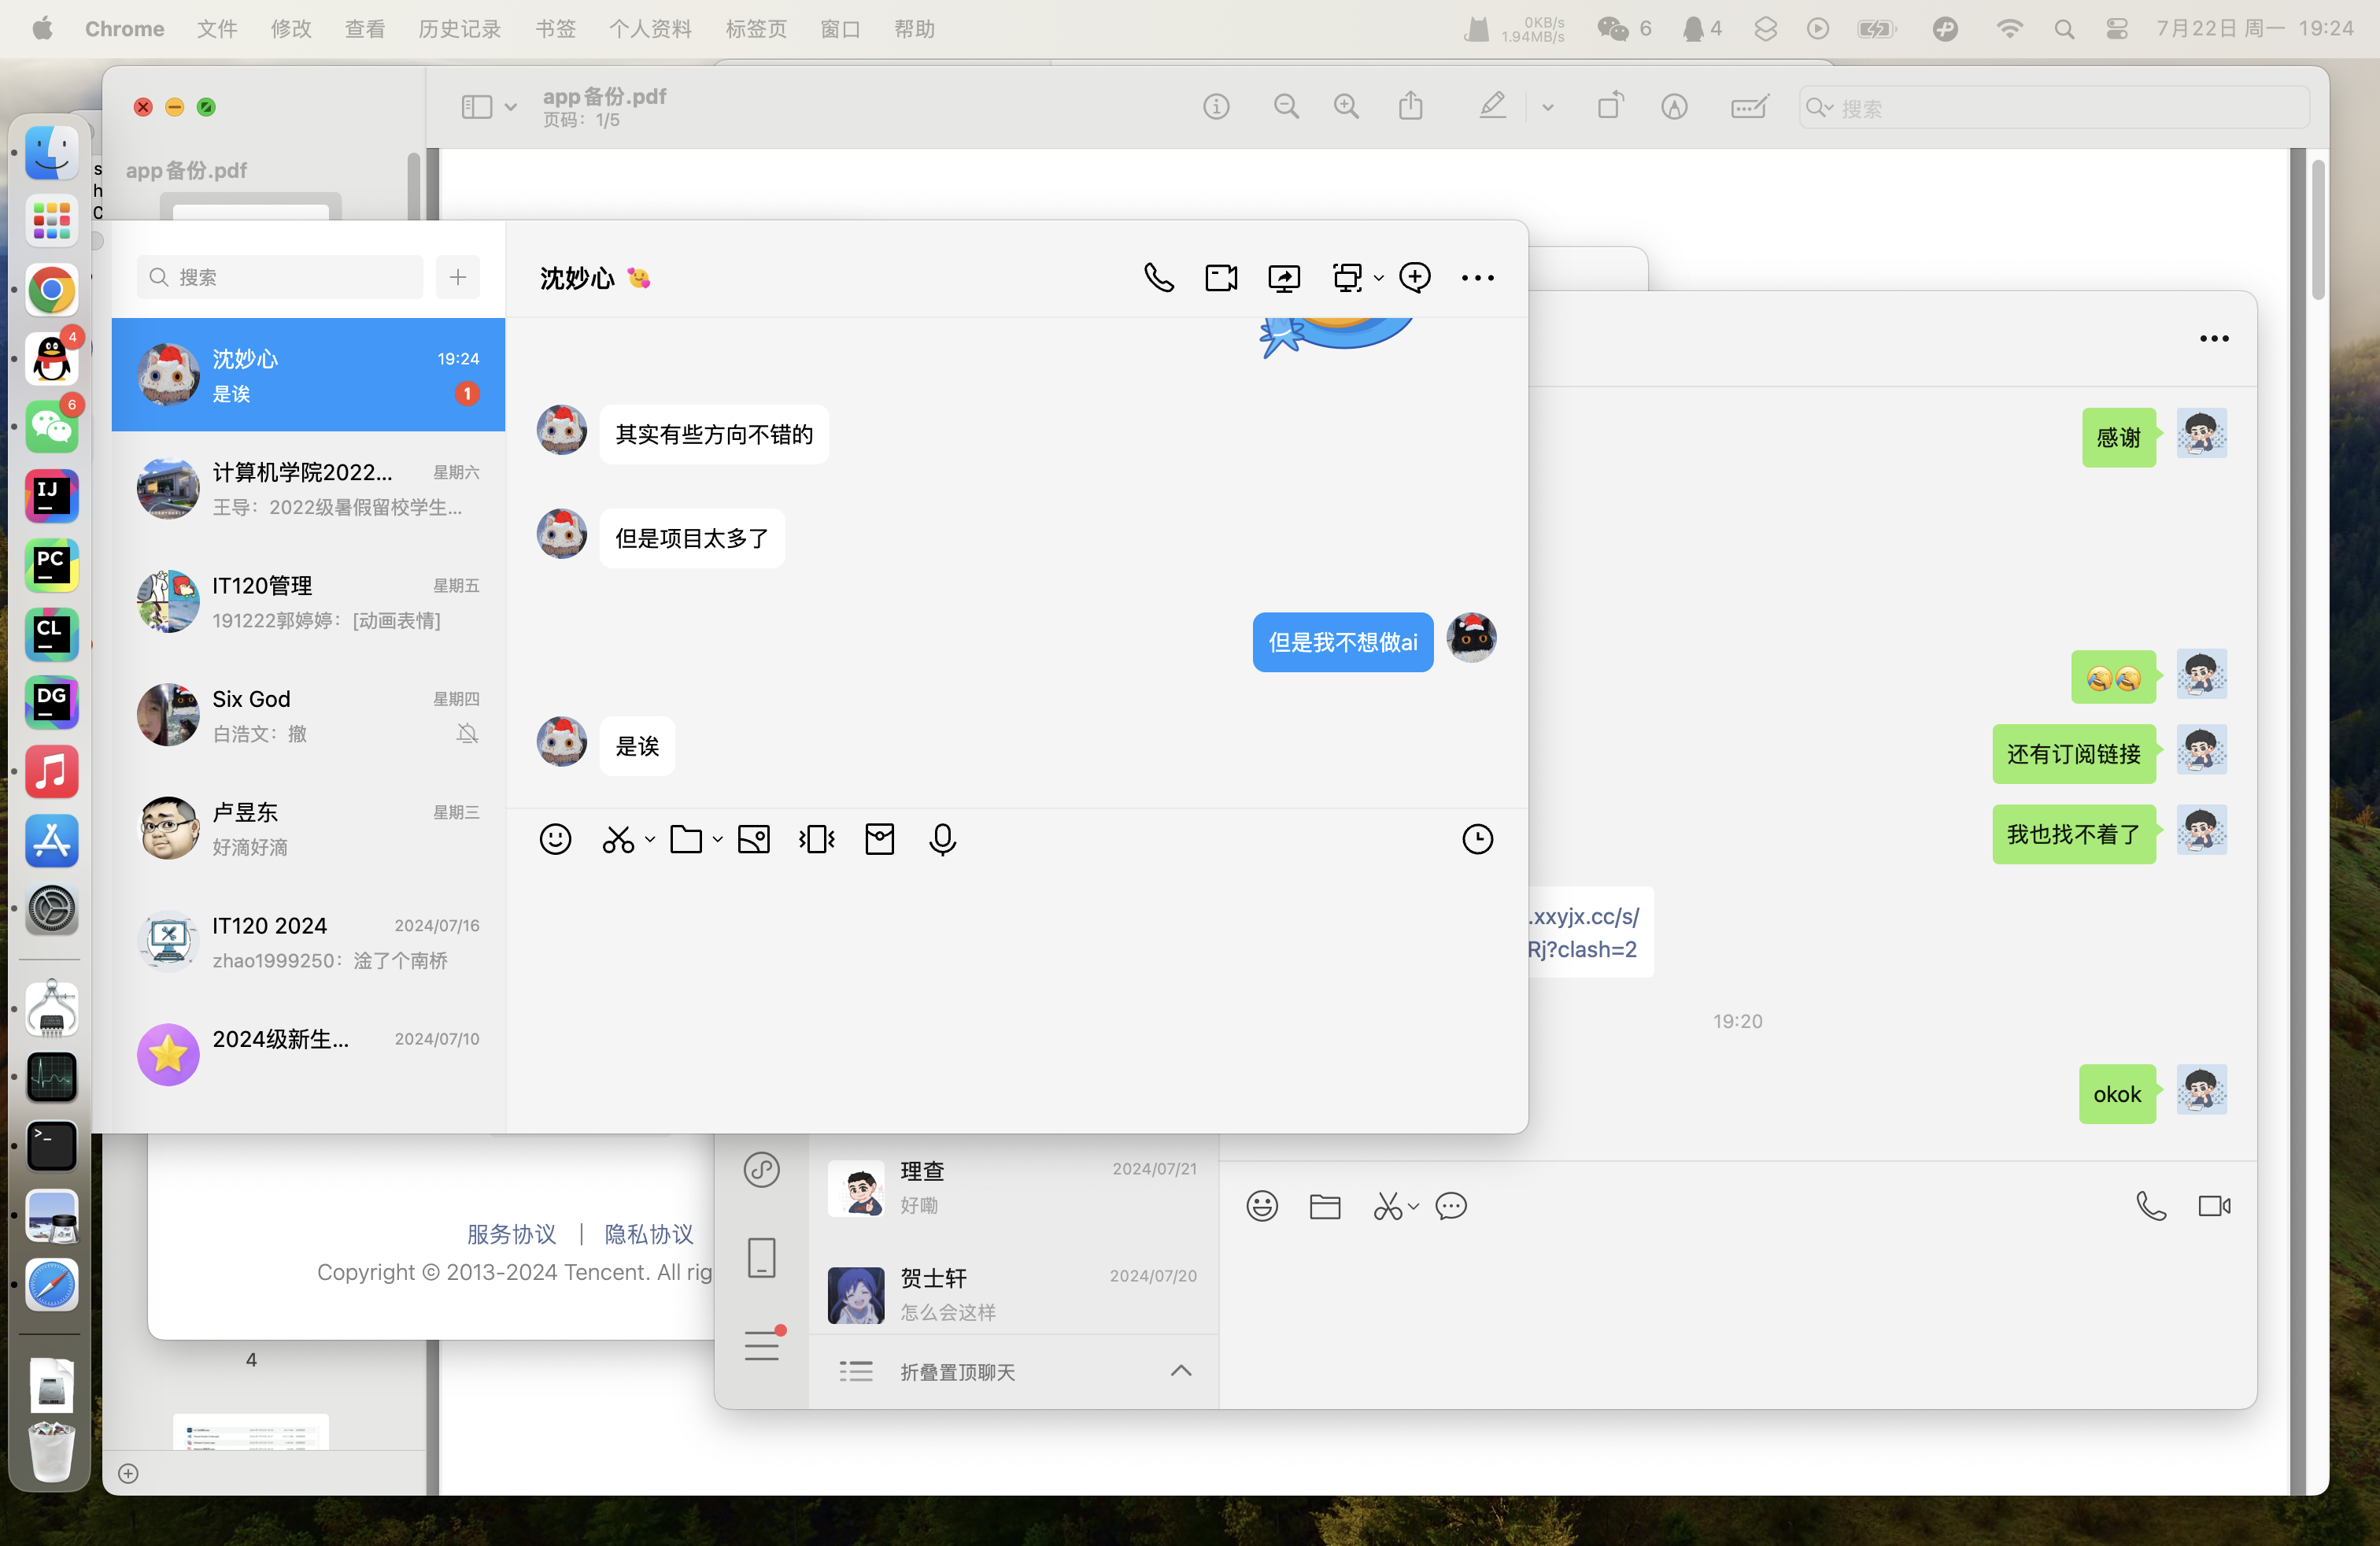 Chrome 文件 修改 查看 历史记录 书签 个人资料 标签页 窗口 帮助
0KB/s
1.94MB/s
6
4
7月22日 周一 19:24
app备份.pdf
页码：1/5
搜索
app备份.pdf
s
h
C
搜索
沈妙心 19:24
是诶 1
计算机学院2022... 星期六
王导：2022级暑假留校学生...
IT120管理 星期五
191222郭婷婷：[动画表情]
Six God 星期四
白浩文：撤
卢昱东 星期三
好滴好滴
IT120 2024 2024/07/16
zhao1999250：淦了个南桥
2024级新生... 2024/07/10
沈妙心
其实有些方向不错的
但是项目太多了
但是我不想做ai
是诶
感谢
还有订阅链接
我也找不着了
.xxyjx.cc/s/
Rj?clash=2
19:20
okok
理查 2024/07/21
好嘞
贺士轩 2024/07/20
怎么会这样
折叠置顶聊天
服务协议 | 隐私协议
Copyright © 2013-2024 Tencent. All rig
4
4
6
IJ
PC
CL
DG
>_